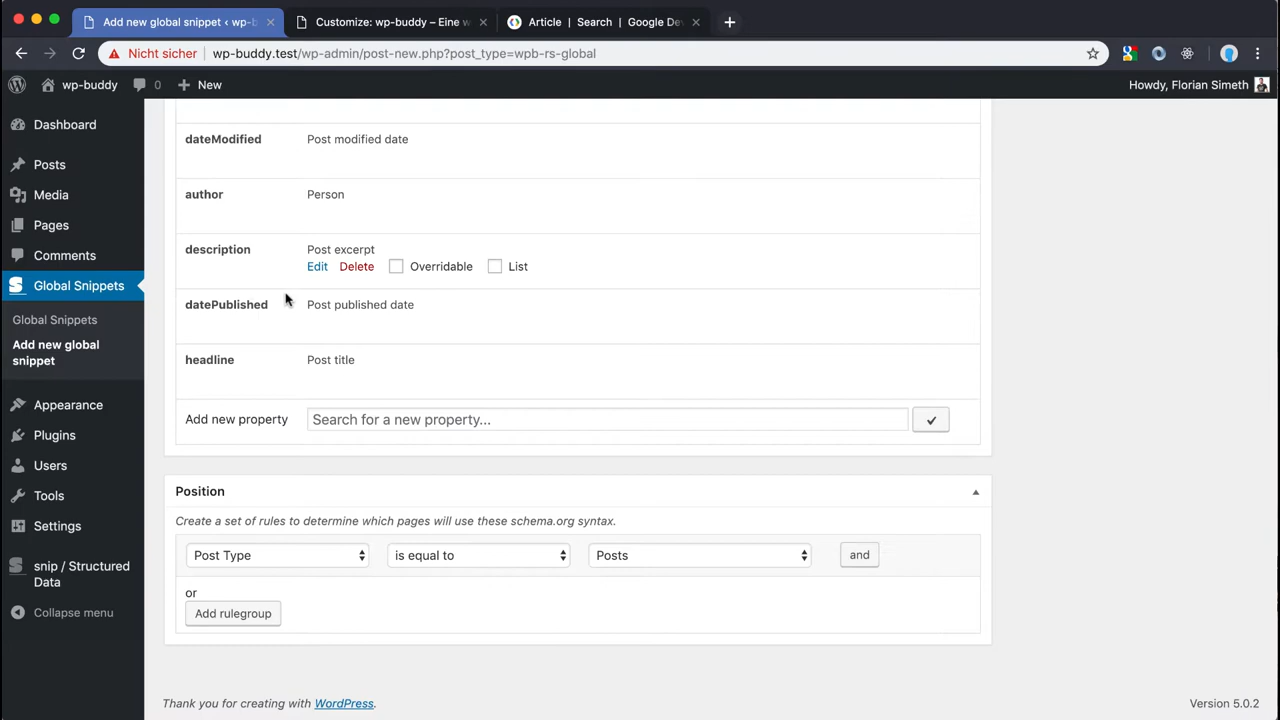 Add new global snippet ‹ wp-b
Customize: wp-buddy – Eine w
Article | Search | Google De
Nicht sicher
wp-buddy.test/wp-admin/post-new.php?post_type=wpb-rs-global
wp-buddy
0
New
Howdy, Florian Simeth
Dashboard
Posts
Media
Pages
Comments
Global Snippets
Global Snippets
Add new global
snippet
Appearance
Plugins
Users
Tools
Settings
snip / Structured
Data
Collapse menu
dateModified
Post modified date
author
Person
description
Post excerpt
Edit Delete Overridable List
datePublished
Post published date
headline
Post title
Add new property
Search for a new property...
Position
Create a set of rules to determine which pages will use these schema.org syntax.
Post Type
is equal to
Posts
and
or
Add rulegroup
Thank you for creating with WordPress.
Version 5.0.2